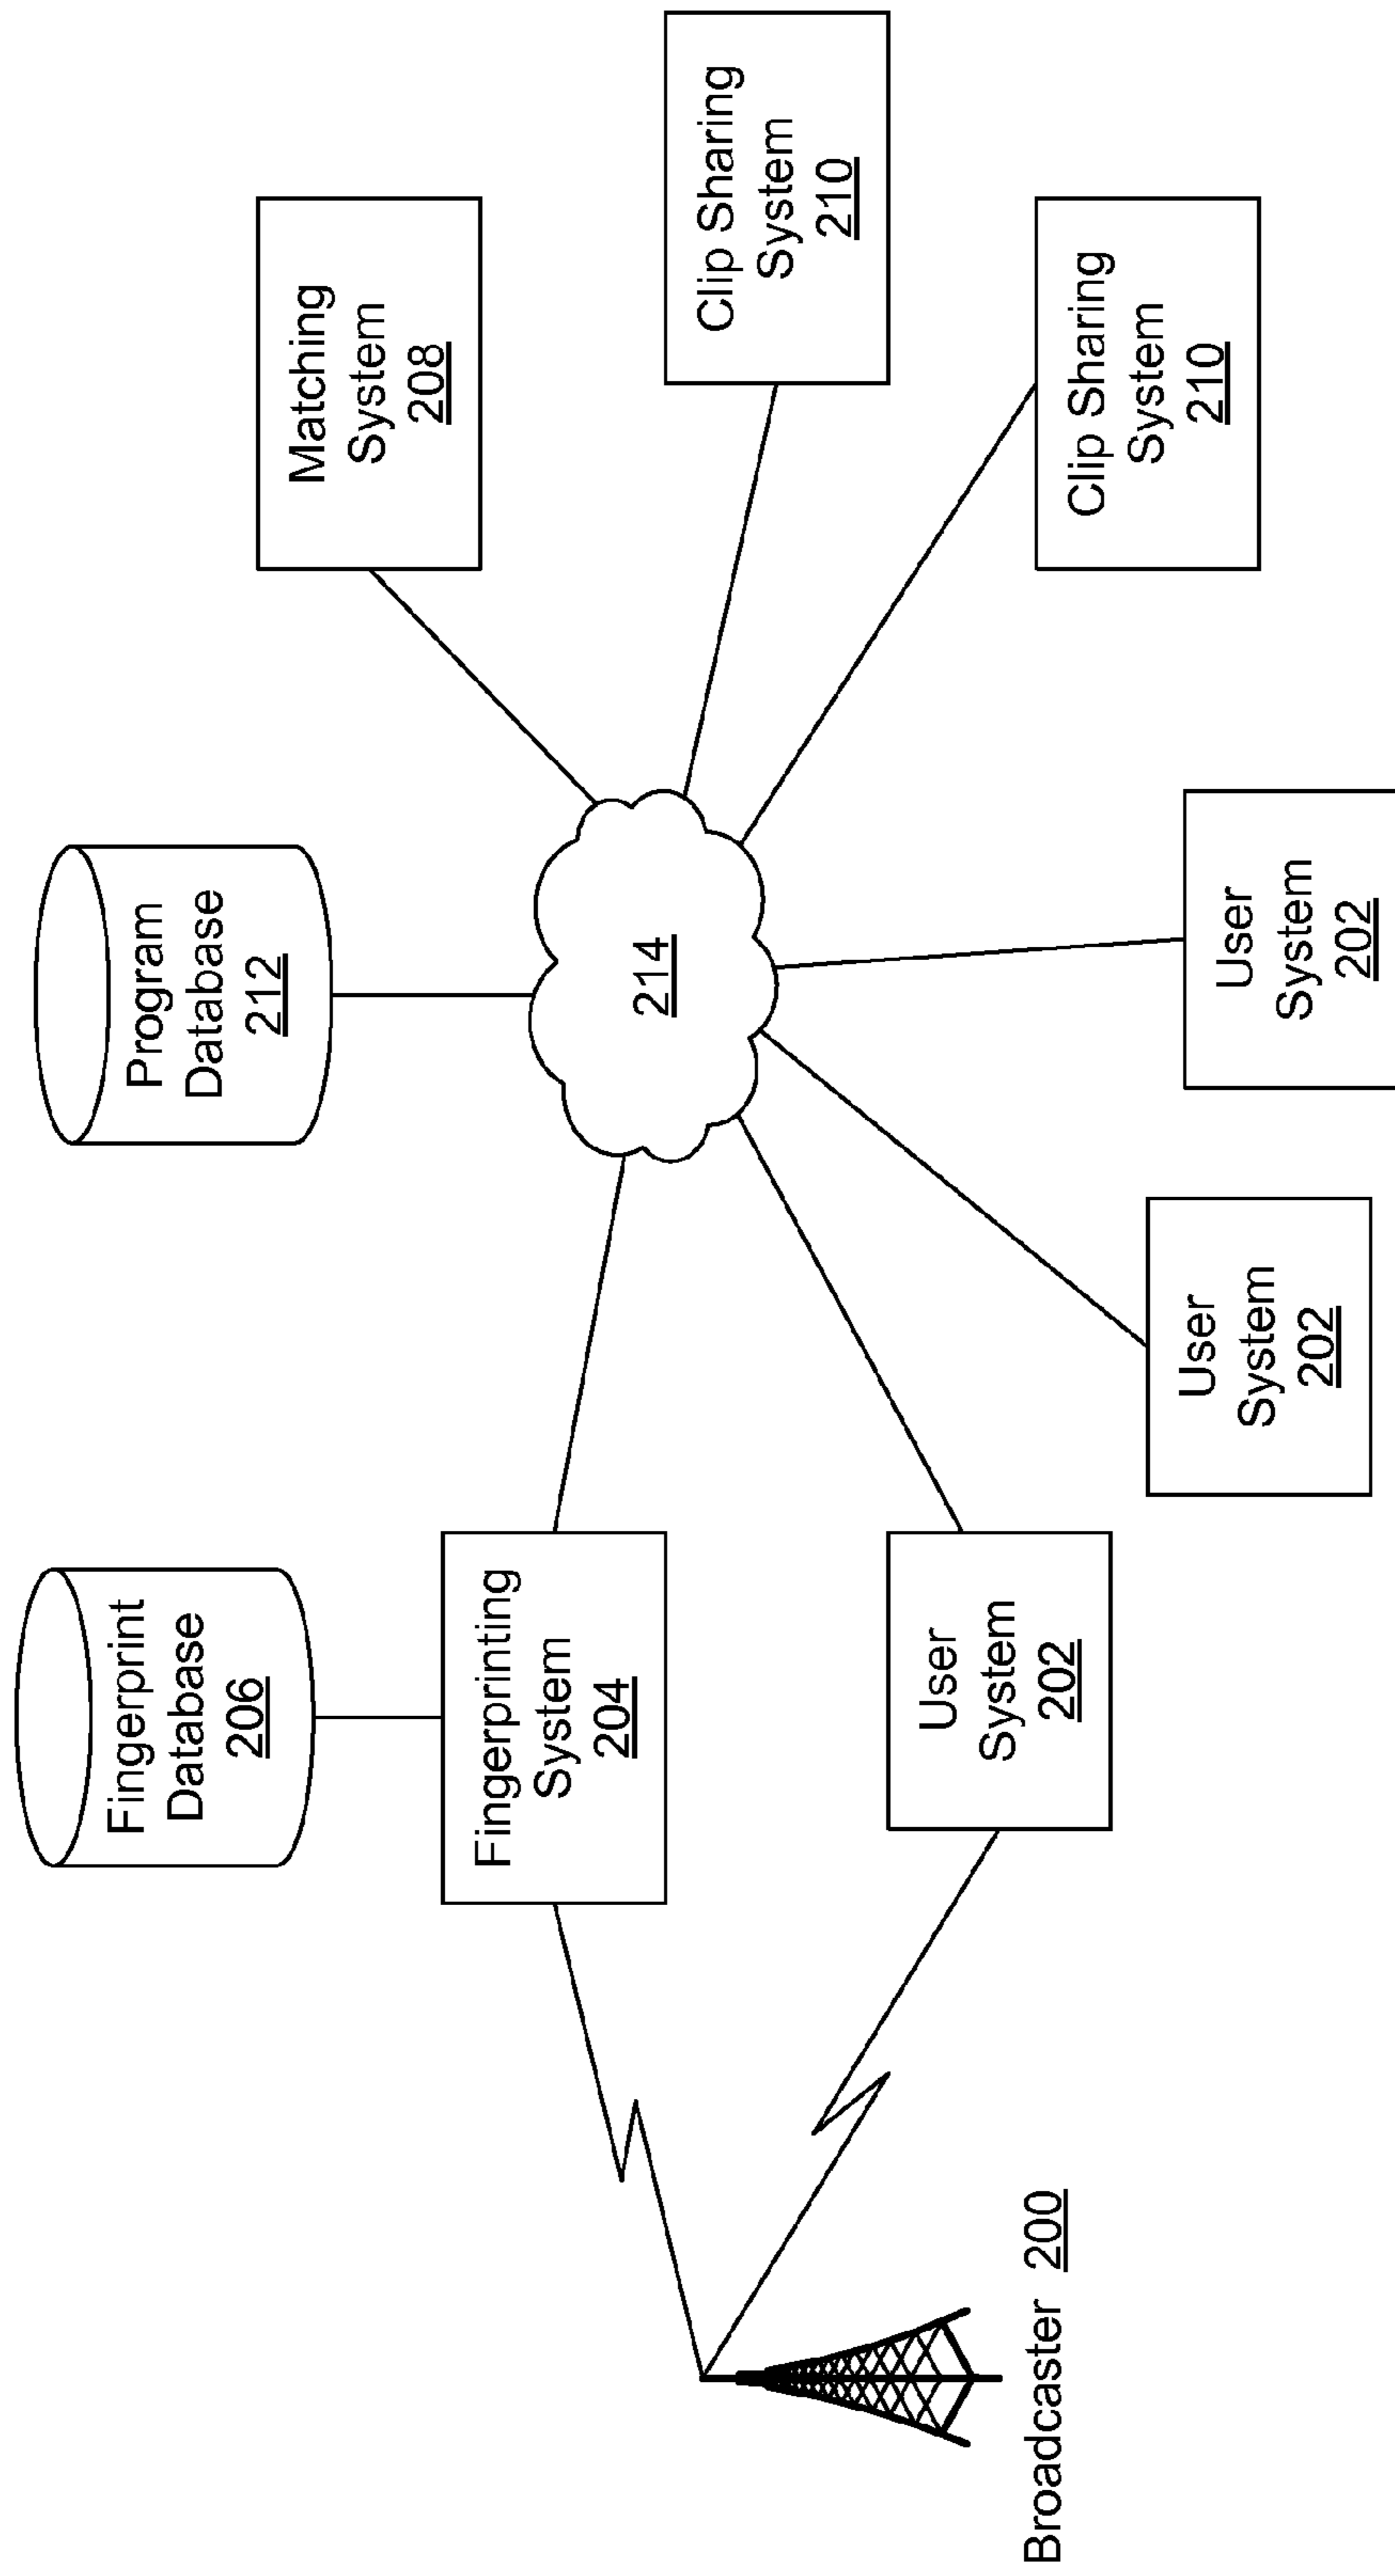 Fingerprint
Database
206
Program
Database
212
Matching
System
208
Fingerprinting
System
204
214
Clip Sharing
System
210
User
System
202
Clip Sharing
System
210
User
System
202
User
System
202
Broadcaster 200